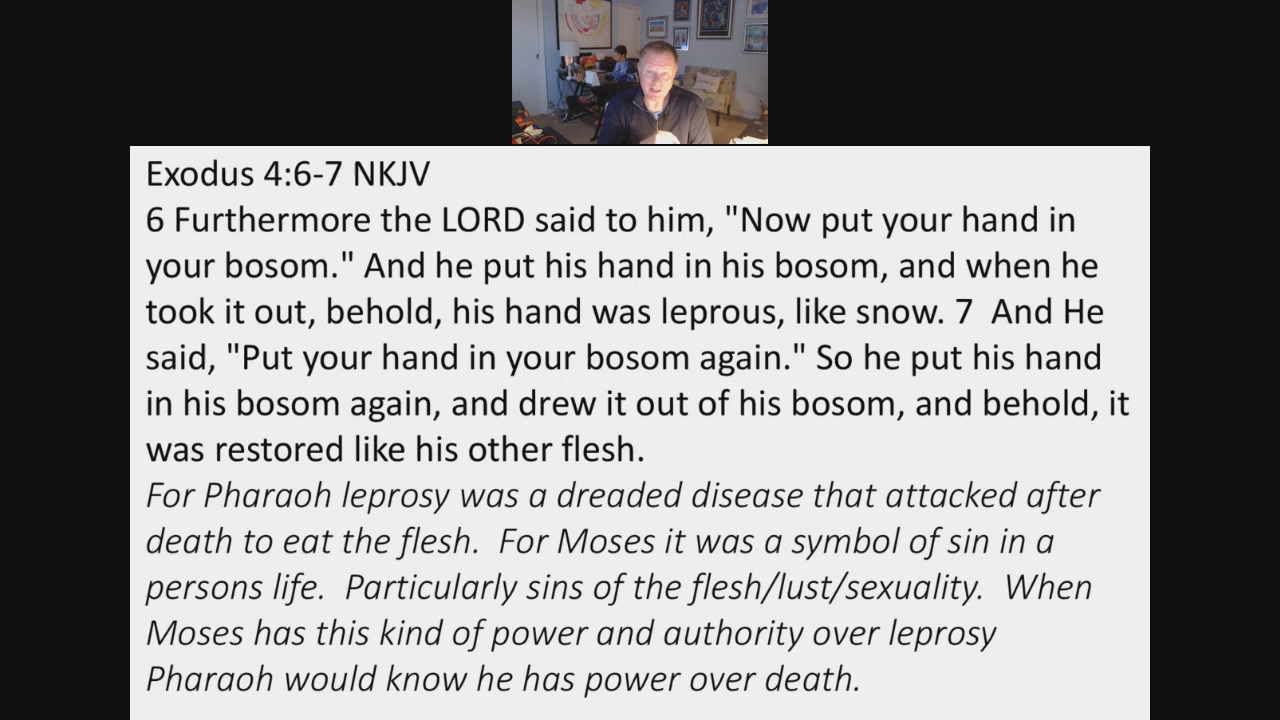 Exodus 4:6-7 NKJV
6 Furthermore the LORD said to him, "Now put your hand in
your bosom." And he put his hand in his bosom, and when he
took it out, behold, his hand was leprous, like snow. 7  And He
said, "Put your hand in your bosom again." So he put his hand
in his bosom again, and drew it out of his bosom, and behold, it
was restored like his other flesh.
For Pharaoh leprosy was a dreaded disease that attacked after
death to eat the flesh.  For Moses it was a symbol of sin in a
persons life.  Particularly sins of the flesh/lust/sexuality.  When
Moses has this kind of power and authority over leprosy
Pharaoh would know he has power over death.